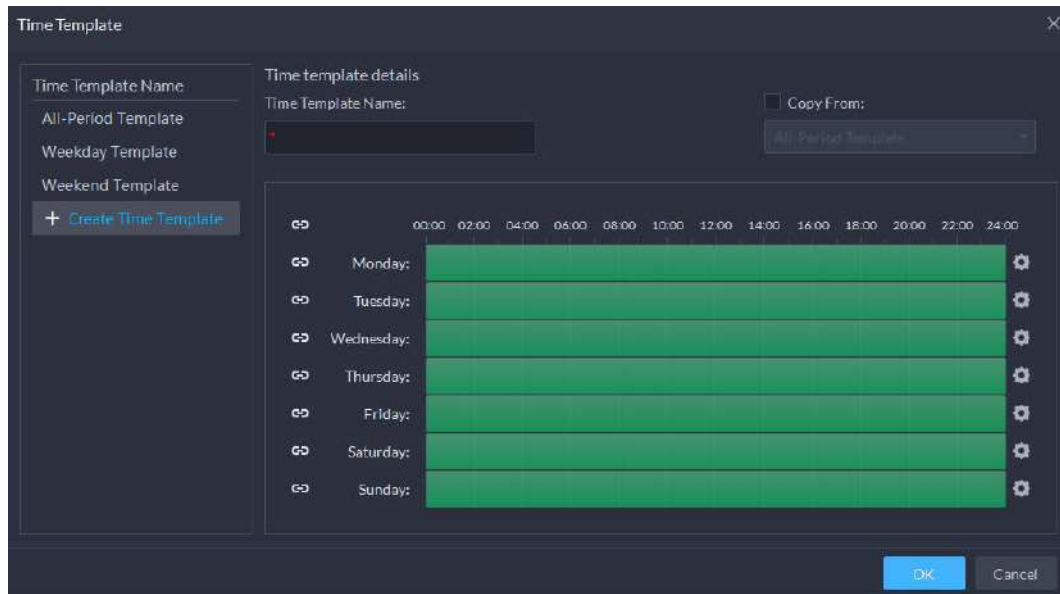 Time Template
Time Template Name
All-Period Template
Weekday Template
Weekend Template
+ Create Time Template
Time template details
Time Template Name:
*
Copy From:
All-Period Template
00:00 02:00 04:00 06:00 08:00 10:00 12:00 14:00 16:00 18:00 20:00 22:00 24:00
Monday:
Tuesday:
Wednesday:
Thursday:
Friday:
Saturday:
Sunday:
OK Cancel